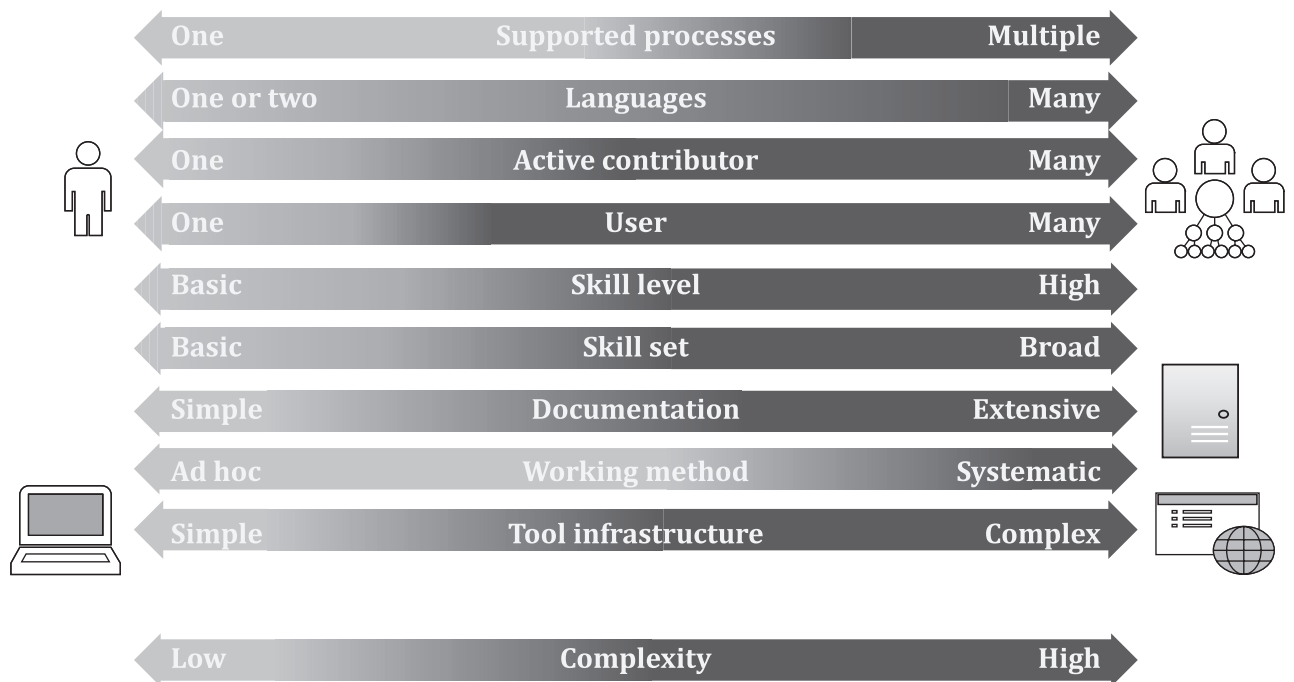 One Supported processes Multiple
One or two Languages Many
One Active contributor Many
One User Many
Basic Skill level High
Basic Skill set Broad
Simple Documentation Extensive
Ad hoc Working method Systematic
Simple Tool infrastructure Complex
Low Complexity High